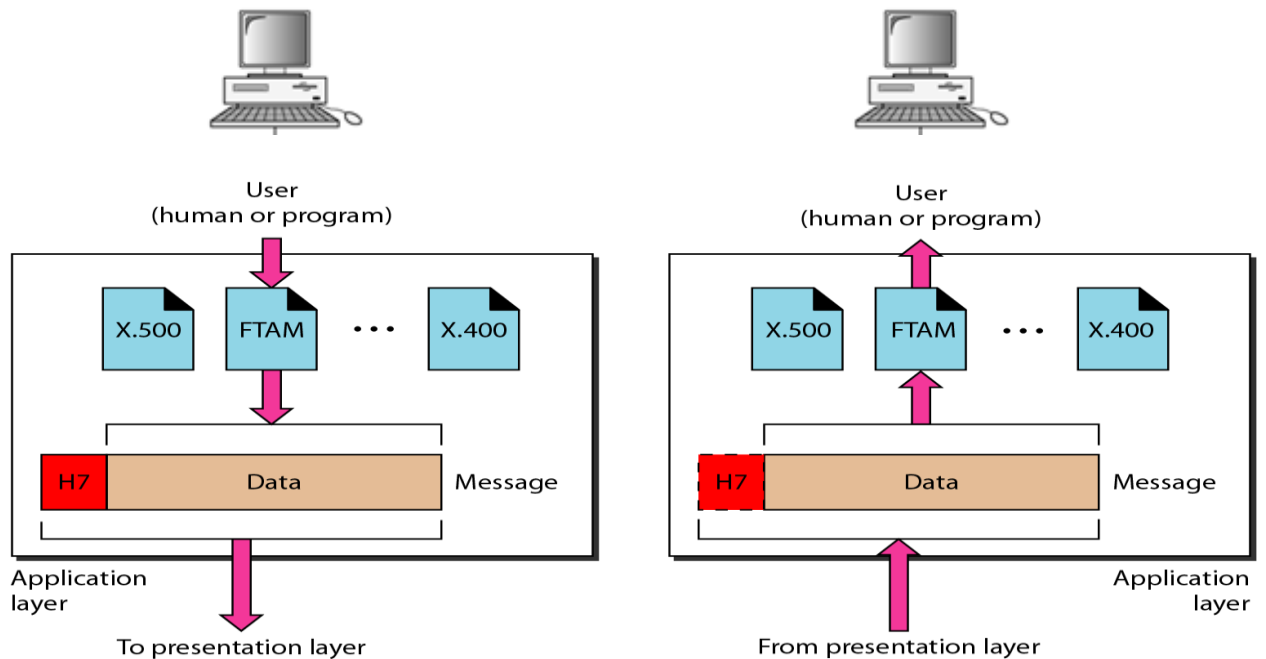 User
(human or program)
X.500
FTAM
...
X.400
H7
Data
Message
Application
layer
To presentation layer
User
(human or program)
X.500
FTAM
...
X.400
H7
Data
Message
Application
layer
From presentation layer